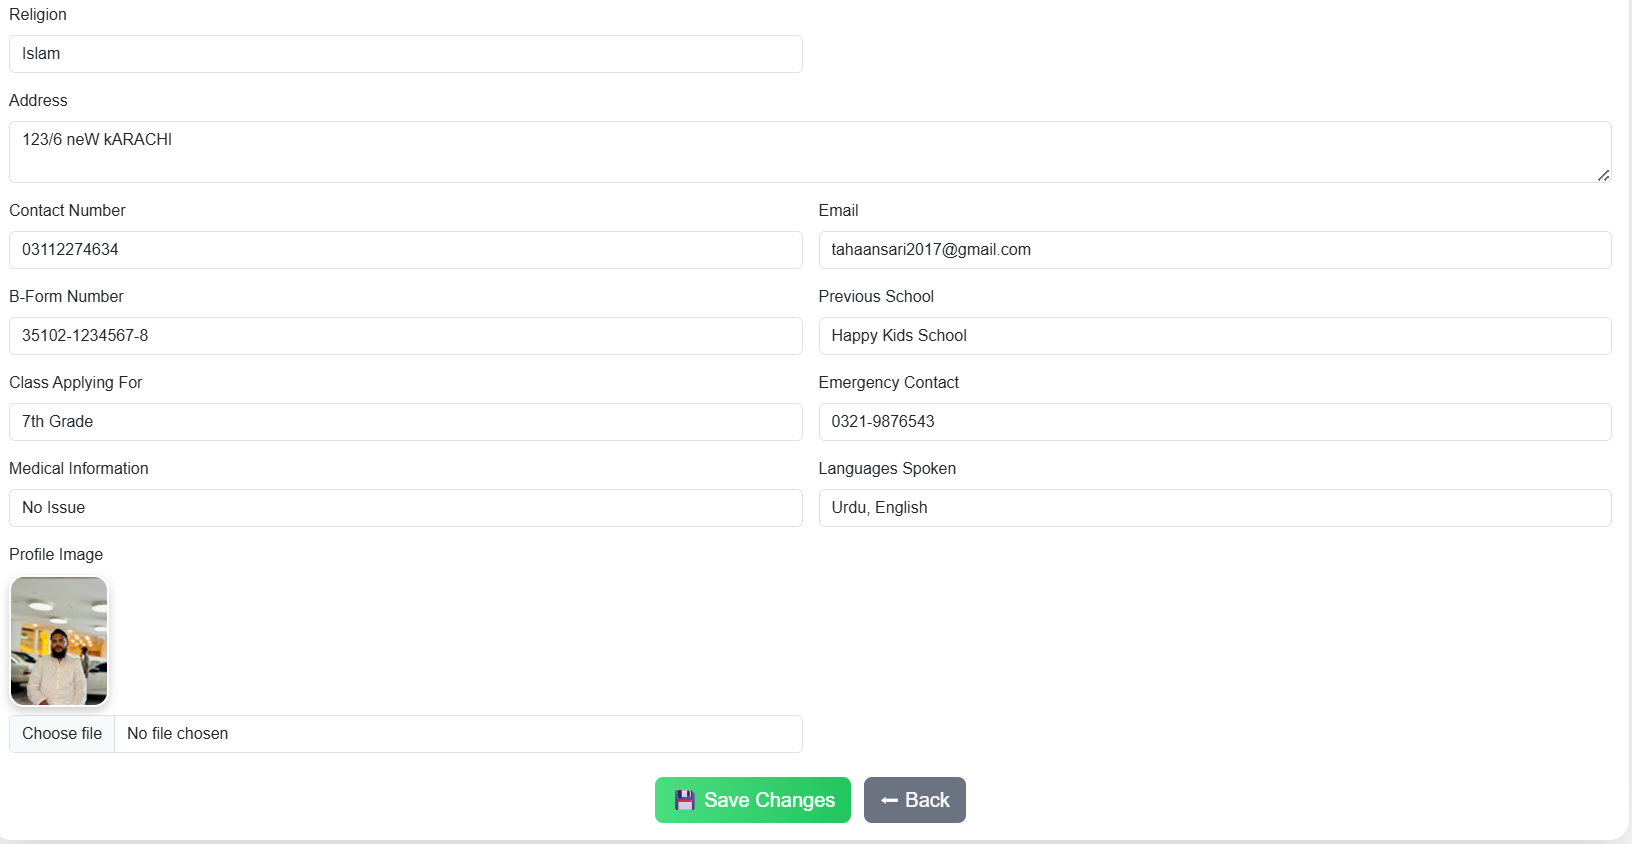 Religion
Islam
Address
123/6 neW kARACHI
Contact Number
Email
03112274634
tahaansari2017@gmail.com
B-Form Number
Previous School
35102-1234567-8
Happy Kids School
Class Applying For
Emergency Contact
7th Grade
0321-9876543
Medical Information
Languages Spoken
No Issue
Urdu, English
Profile Image
Choose file No file chosen
Save Changes
Back